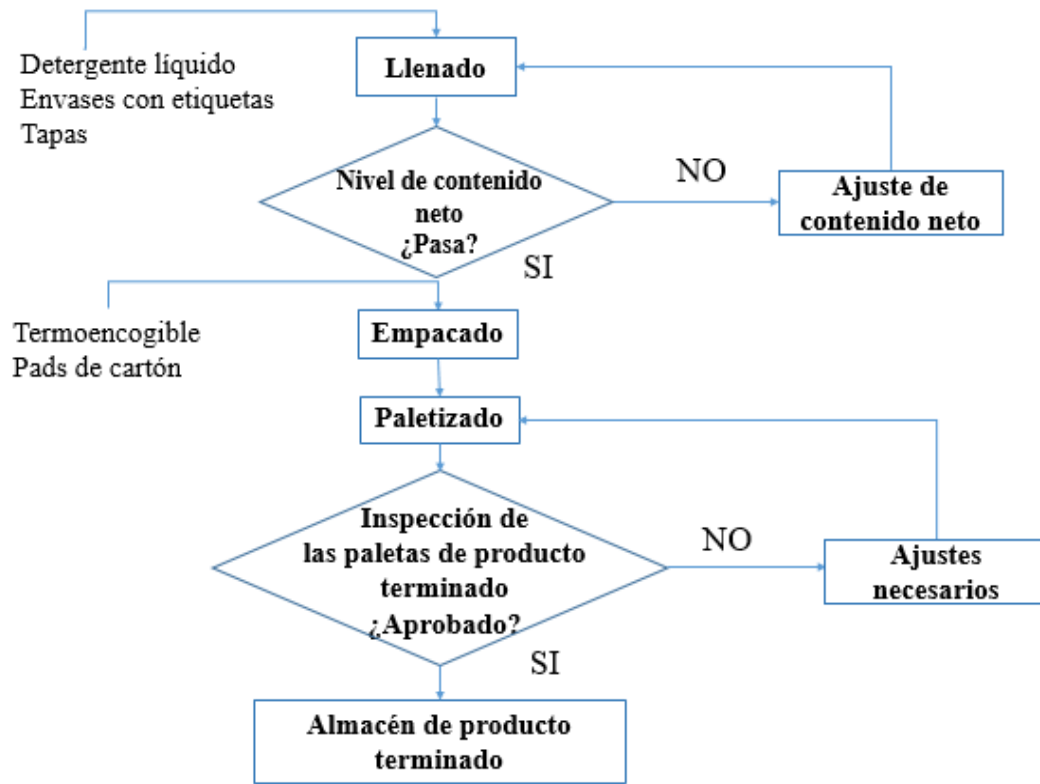 Llenado
Detergente líquido
Envases con etiquetas
Tapas
Nivel de contenido
neto
¿Pasa?
NO
Ajuste de
contenido neto
SI
Termoencogible
Pads de cartón
Empacado
Paletizado
Inspección de
las paletas de producto
terminado
¿Aprobado?
NO
Ajustes
necesarios
SI
Almacén de producto
terminado